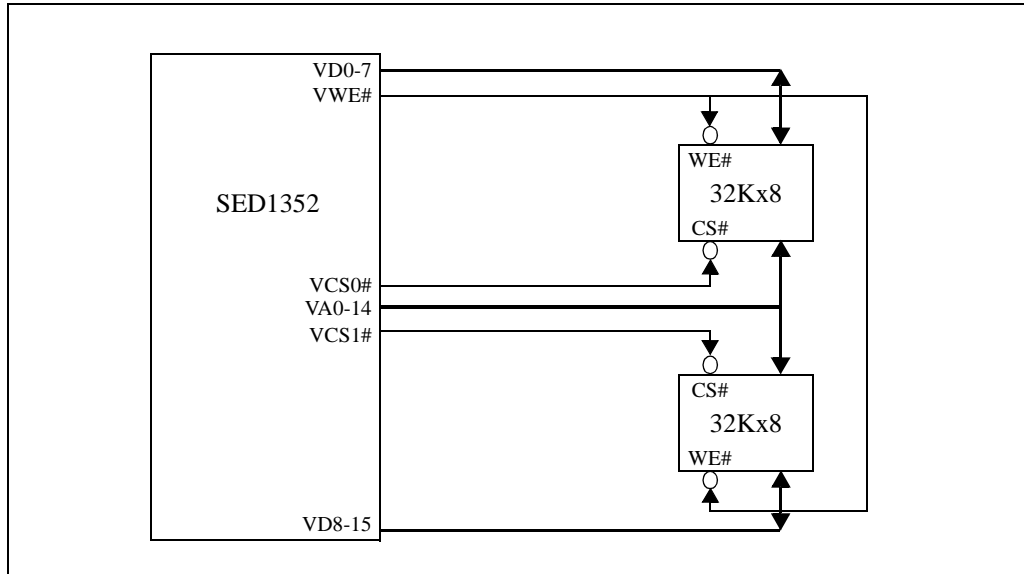 VD0-7
VWE#
SED1352
VCS0#
VA0-14
VCS1#
VD8-15
WE#
32Kx8
CS#
CS#
32Kx8
WE#